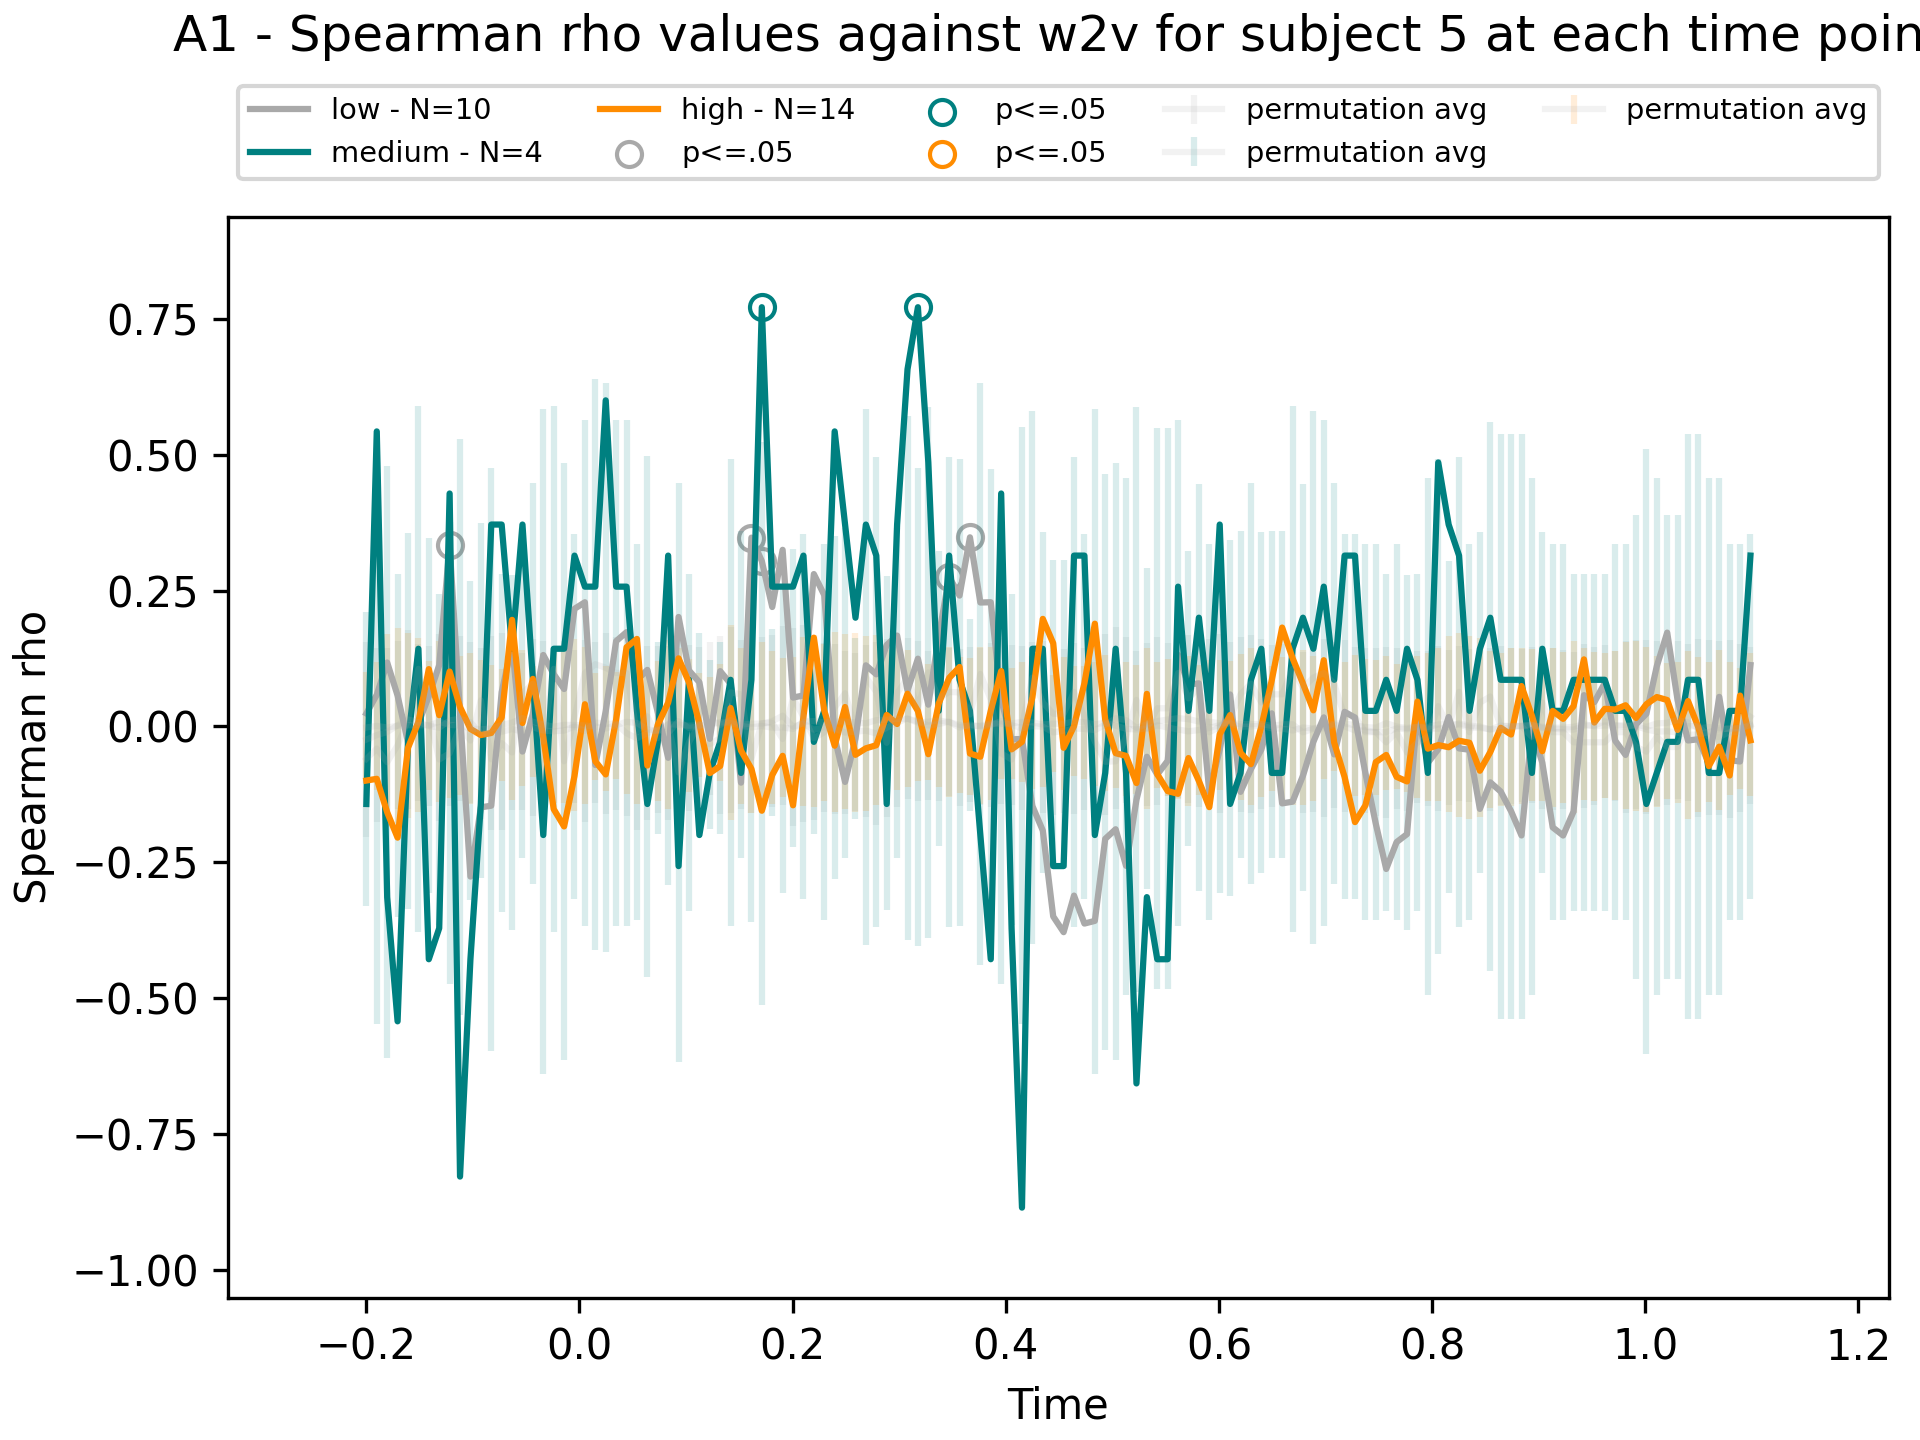 A1 - Spearman rho values against w2v for subject 5 at each time poin
low - N=10
medium - N=4
high - N=14
p<=.05
p<=.05
p<=.05
permutation avg
permutation avg
permutation avg
Spearman rho
0.75
0.50
0.25
0.00
−0.25
−0.50
−0.75
−1.00
−0.2 0.0 0.2 0.4 0.6 0.8 1.0 1.2
Time